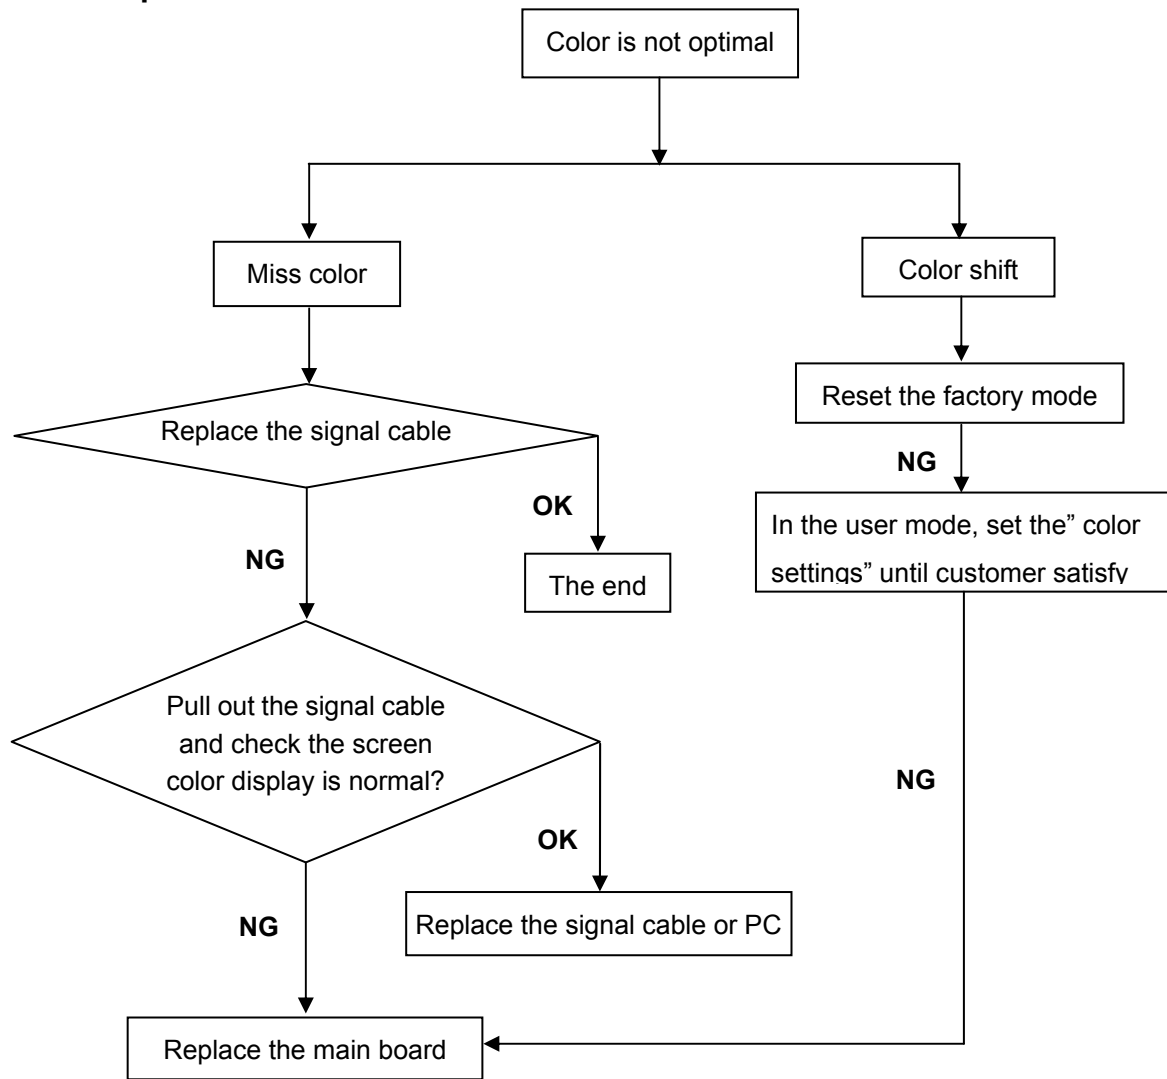 Color is not optimal
Miss color
Color shift
Replace the signal cable
Reset the factory mode
NG
OK
NG
In the user mode, set the” color
settings” until customer satisfy
The end
Pull out the signal cable
and check the screen
color display is normal?
NG
OK
NG
Replace the signal cable or PC
Replace the main board